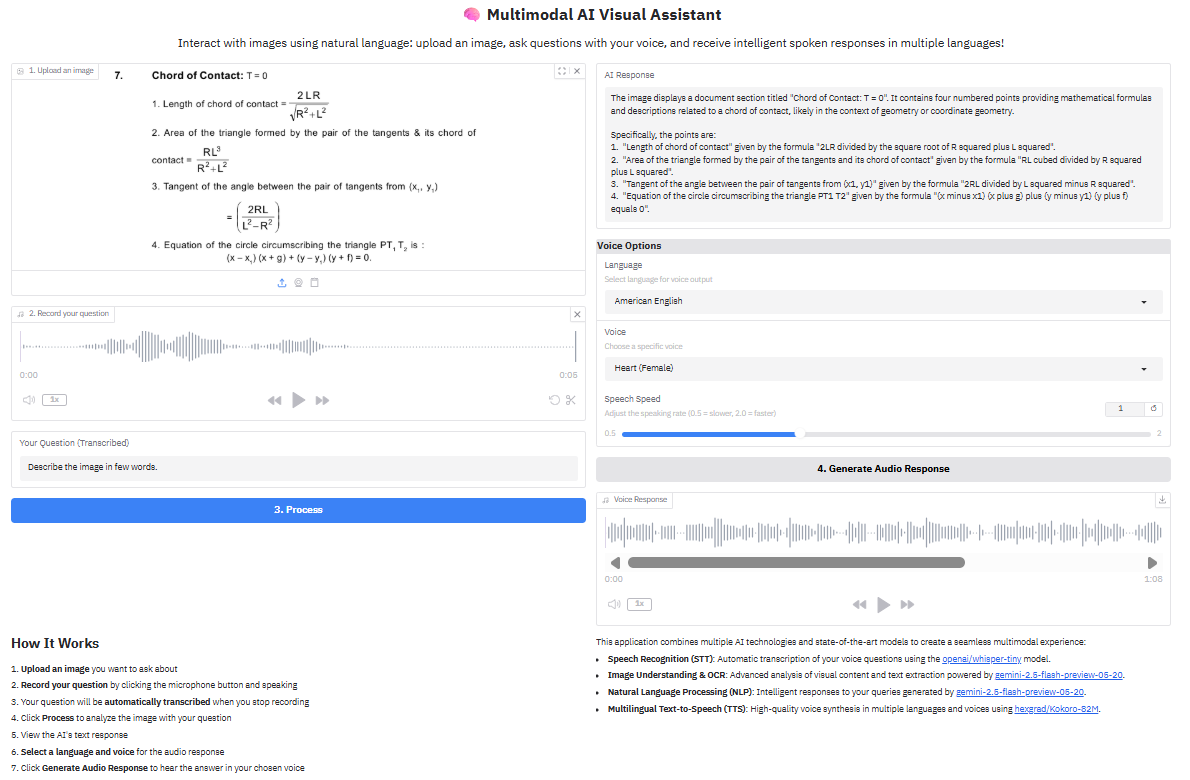 🧠 Multimodal AI Visual Assistant
Interact with images using natural language: upload an image, ask questions with your voice, and receive intelligent spoken responses in multiple languages!
1. Upload an image
7. Chord of Contact: T = 0
1. Length of chord of contact = 2 LR / √(R² + L²)
2. Area of the triangle formed by the pair of the tangents & its chord of
contact = RL³ / (R² + L²)
3. Tangent of the angle between the pair of tangents from (x₁, y₁)
= (2RL / (L² − R²))
4. Equation of the circle circumscribing the triangle PT₁ T₂ is :
(x − x₁) (x + g) + (y − y₁) (y + f) = 0.
2. Record your question
0:00 0:05
1x
Your Question (Transcribed)
Describe the image in few words.
3. Process
AI Response
The image displays a document section titled "Chord of Contact: T = 0". It contains four numbered points providing mathematical formulas
and descriptions related to a chord of contact, likely in the context of geometry or coordinate geometry.
Specifically, the points are:
1. "Length of chord of contact" given by the formula "2LR divided by the square root of R squared plus L squared".
2. "Area of the triangle formed by the pair of the tangents and its chord of contact" given by the formula "RL cubed divided by R squared
plus L squared".
3. "Tangent of the angle between the pair of tangents from (x1, y1)" given by the formula "2RL divided by L squared minus R squared".
4. "Equation of the circle circumscribing the triangle PT1 T2" given by the formula "(x minus x1) (x plus g) plus (y minus y1) (y plus f)
equals 0".
Voice Options
Language
Select language for voice output
American English
Voice
Choose a specific voice
Heart (Female)
Speech Speed
Adjust the speaking rate (0.5 = slower, 2.0 = faster)
1
0.5 2
4. Generate Audio Response
Voice Response
0:00 1:08
1x
How It Works
1. Upload an image you want to ask about
2. Record your question by clicking the microphone button and speaking
3. Your question will be automatically transcribed when you stop recording
4. Click Process to analyze the image with your question
5. View the AI's text response
6. Select a language and voice for the audio response
7. Click Generate Audio Response to hear the answer in your chosen voice
This application combines multiple AI technologies and state-of-the-art models to create a seamless multimodal experience:
• Speech Recognition (STT): Automatic transcription of your voice questions using the openai/whisper-tiny model.
• Image Understanding & OCR: Advanced analysis of visual content and text extraction powered by gemini-2.5-flash-preview-05-20.
• Natural Language Processing (NLP): Intelligent responses to your queries generated by gemini-2.5-flash-preview-05-20.
• Multilingual Text-to-Speech (TTS): High-quality voice synthesis in multiple languages and voices using hexgrad/Kokoro-82M.